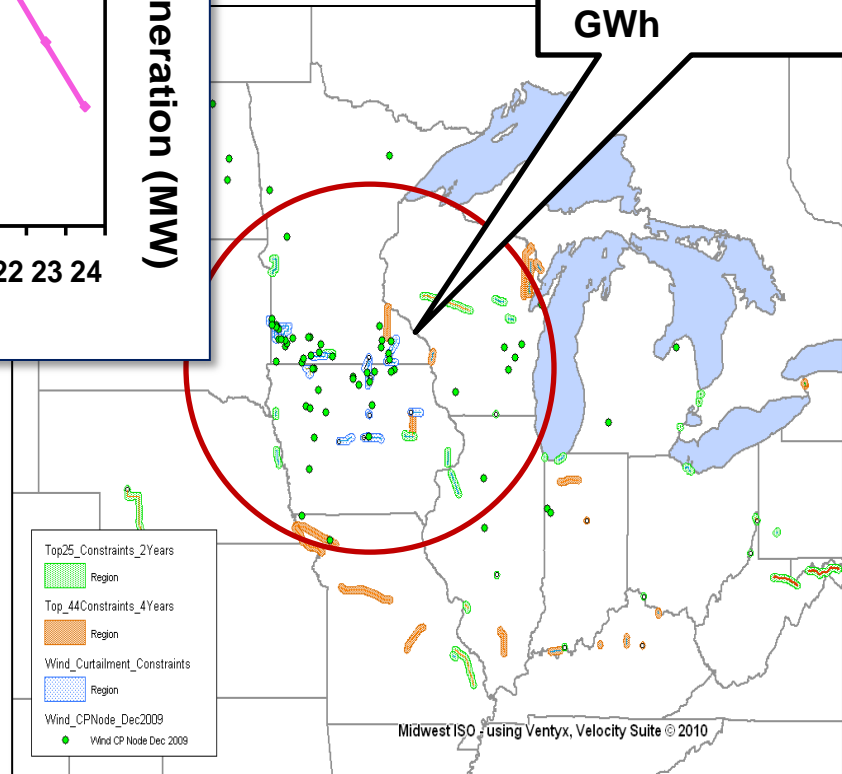 GWh
neration (MW)
22 23 24
Top25_Constraints_2Years
Region
Top_44Constraints_4Years
Region
Wind_Curtailment_Constraints
Region
Wind_CPNode_Dec2009
Wind CP Node Dec 2009
Midwest ISO - using Ventyx, Velocity Suite © 2010